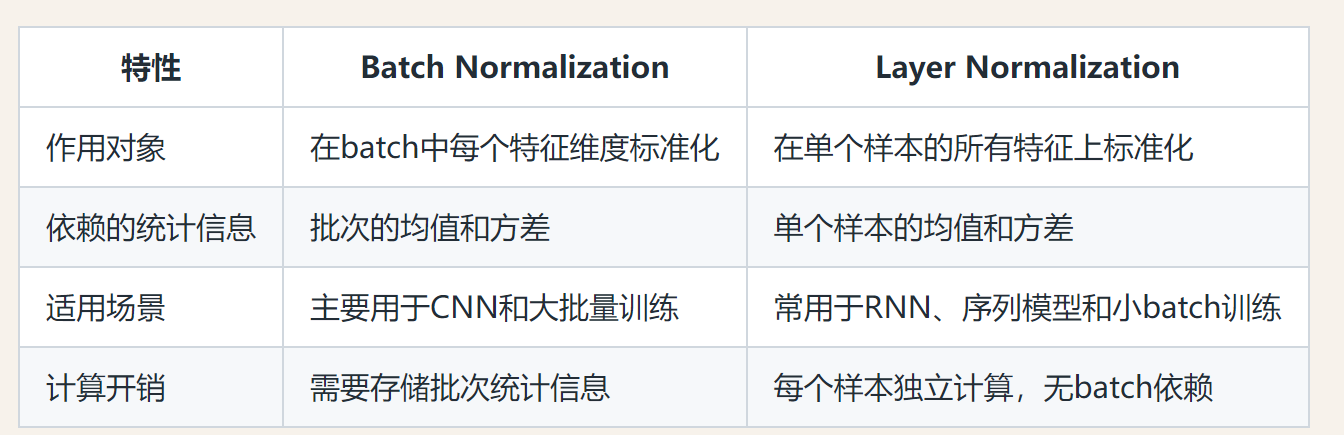 特性 Batch Normalization Layer Normalization
作用对象 在batch中每个特征维度标准化 在单个样本的所有特征上标准化
依赖的统计信息 批次的均值和方差 单个样本的均值和方差
适用场景 主要用于CNN和大批量训练 常用于RNN、序列模型和小batch训练
计算开销 需要存储批次统计信息 每个样本独立计算，无batch依赖